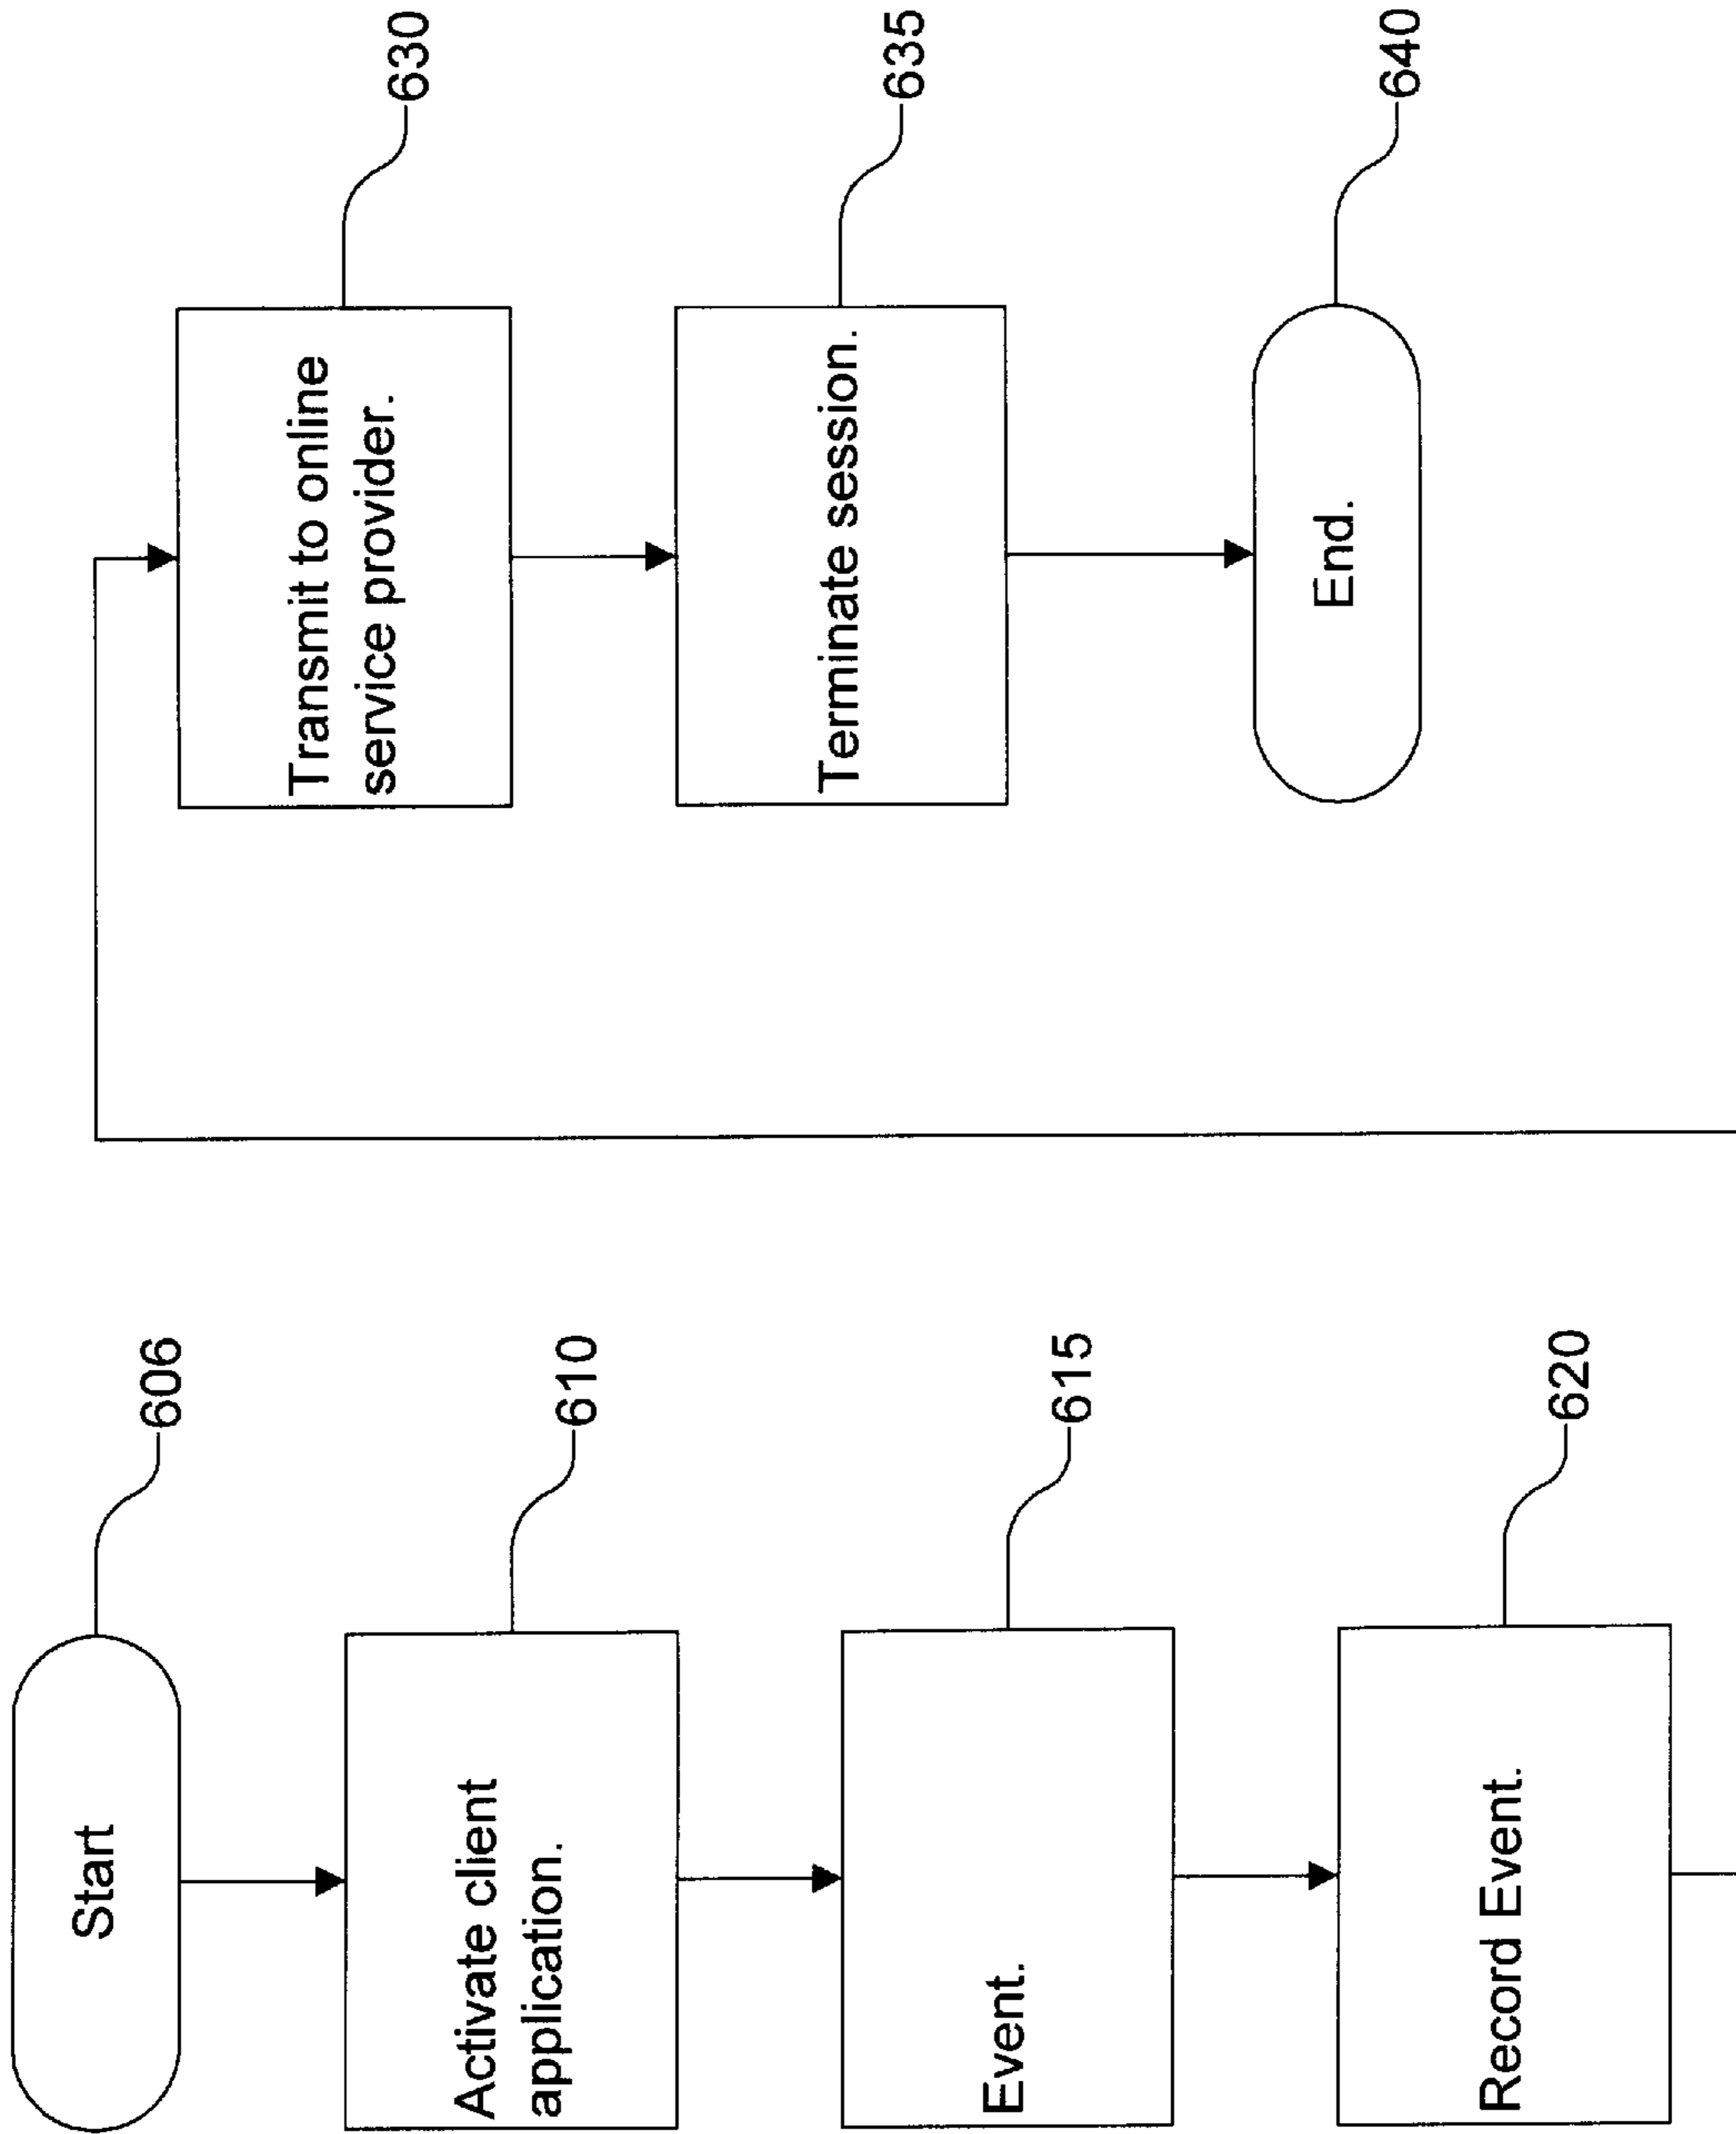 Start
606
Activate client
application.
610
Event.
615
Record Event.
620
Transmit to online
service provider.
630
Terminate session.
635
End.
640